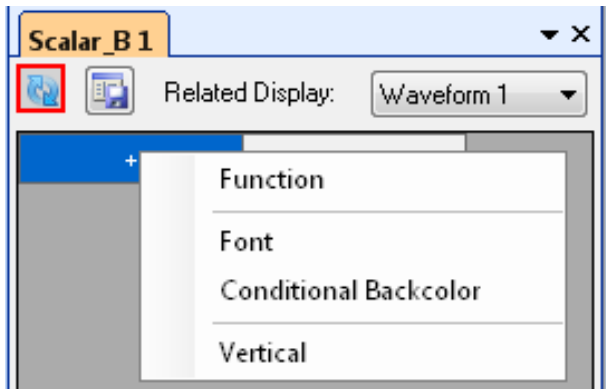 Scalar_B 1
Related Display: Waveform 1
+
Function
Font
Conditional Backcolor
Vertical